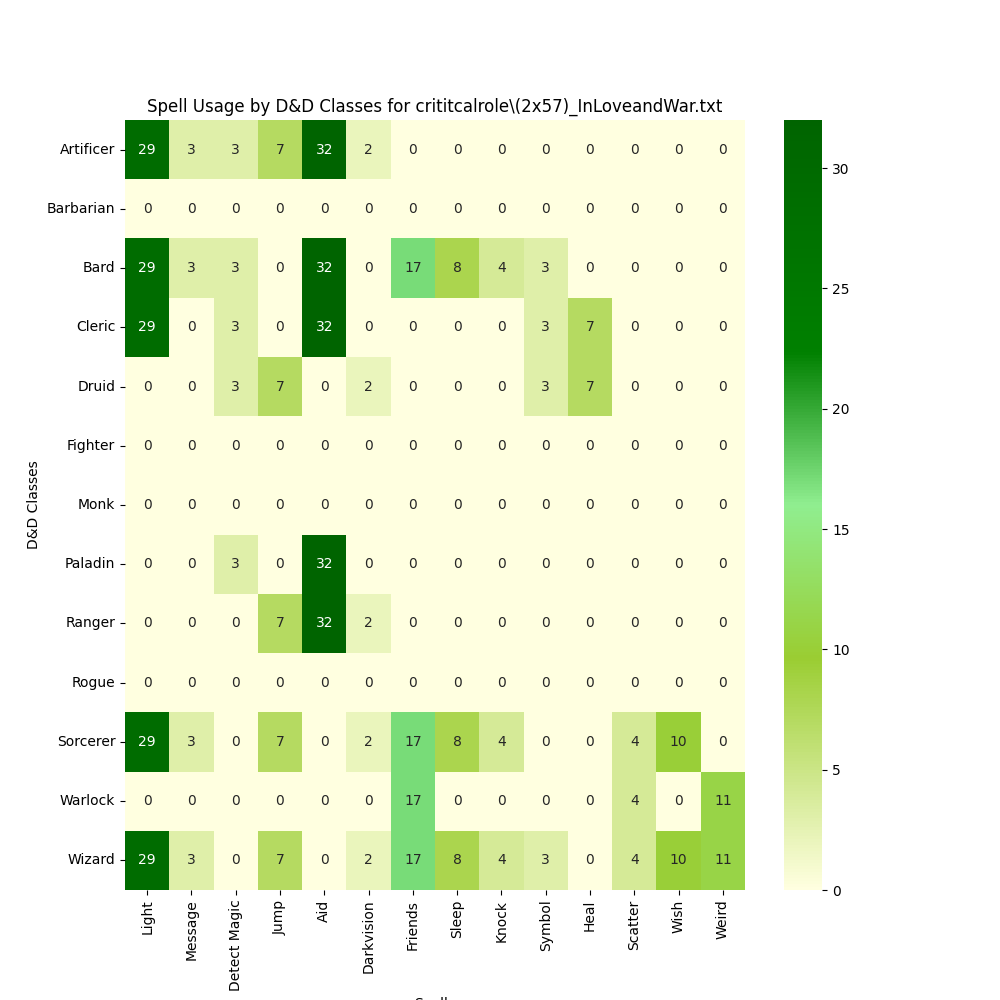 Spell Usage by D&D Classes for crititcalrole\(2x57)_InLoveandWar.txt
D&D Classes
Artificer 29 3 3 7 32 2 0 0 0 0 0 0 0 0
Barbarian 0 0 0 0 0 0 0 0 0 0 0 0 0 0
Bard 29 3 3 0 32 0 17 8 4 3 0 0 0 0
Cleric 29 0 3 0 32 0 0 0 0 3 7 0 0 0
Druid 0 0 3 7 0 2 0 0 0 3 7 0 0 0
Fighter 0 0 0 0 0 0 0 0 0 0 0 0 0 0
Monk 0 0 0 0 0 0 0 0 0 0 0 0 0 0
Paladin 0 0 3 0 32 0 0 0 0 0 0 0 0 0
Ranger 0 0 0 7 32 2 0 0 0 0 0 0 0 0
Rogue 0 0 0 0 0 0 0 0 0 0 0 0 0 0
Sorcerer 29 3 0 7 0 2 17 8 4 0 0 4 10 0
Warlock 0 0 0 0 0 0 17 0 0 0 0 4 0 11
Wizard 29 3 0 7 0 2 17 8 4 3 0 4 10 11
Light Message Detect Magic Jump Aid Darkvision Friends Sleep Knock Symbol Heal Scatter Wish Weird
30
25
20
15
10
5
0